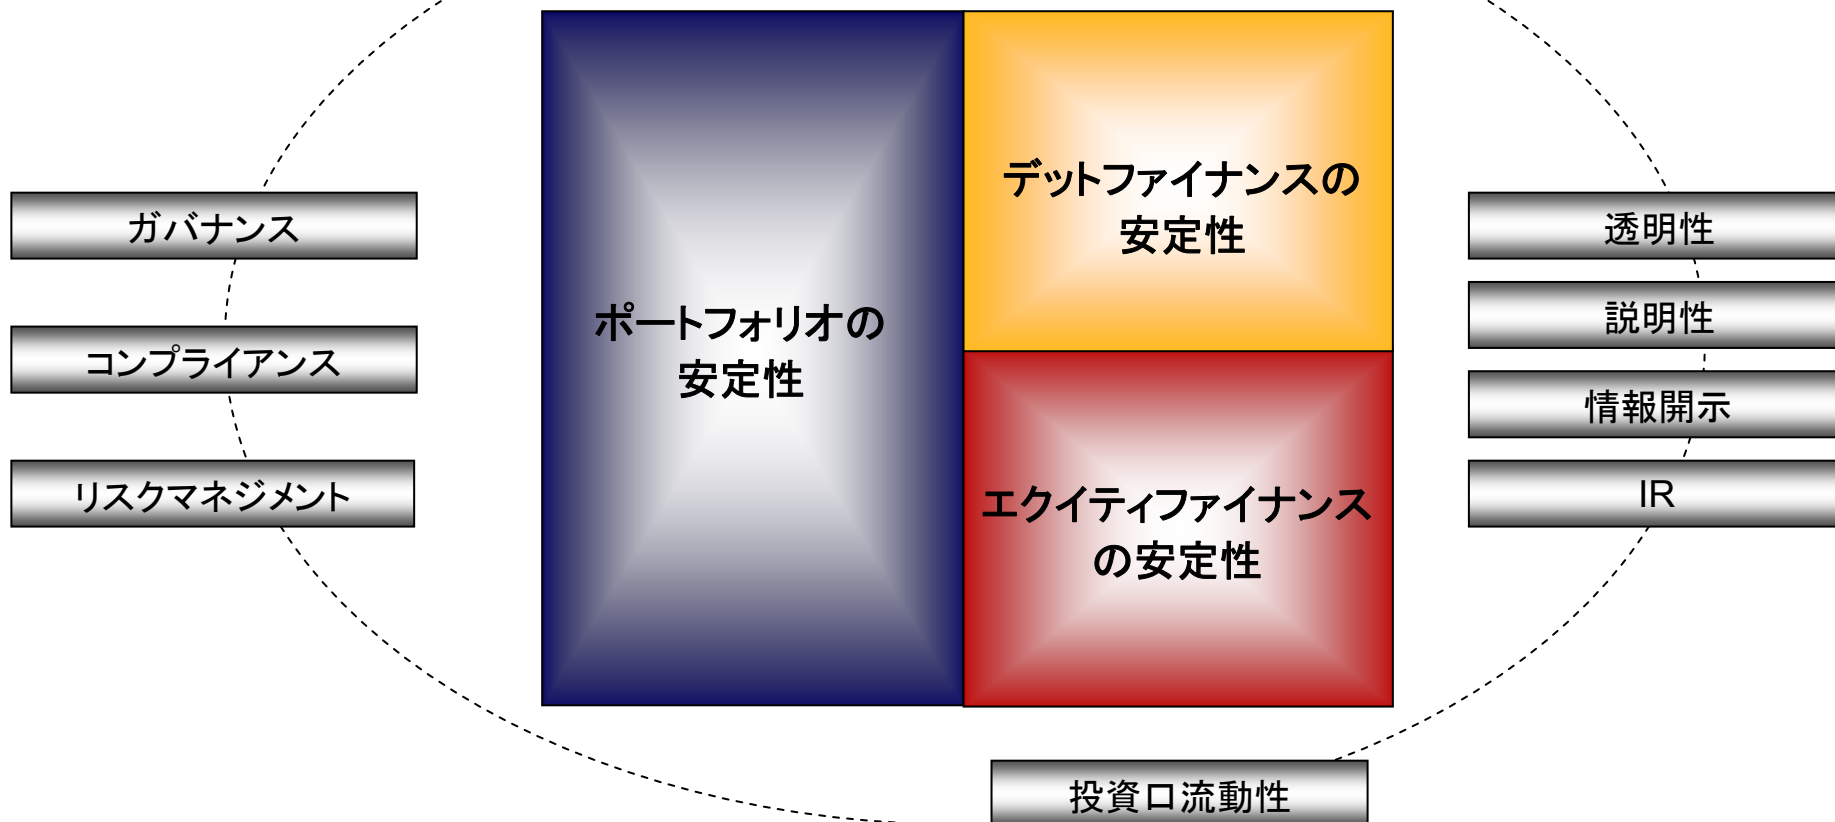 ガバナンス
コンプライアンス
リスクマネジメント
ポートフォリオの
安定性
デットファイナンスの
安定性
エクイティファイナンス
の安定性
透明性
説明性
情報開示
IR
投資口流動性